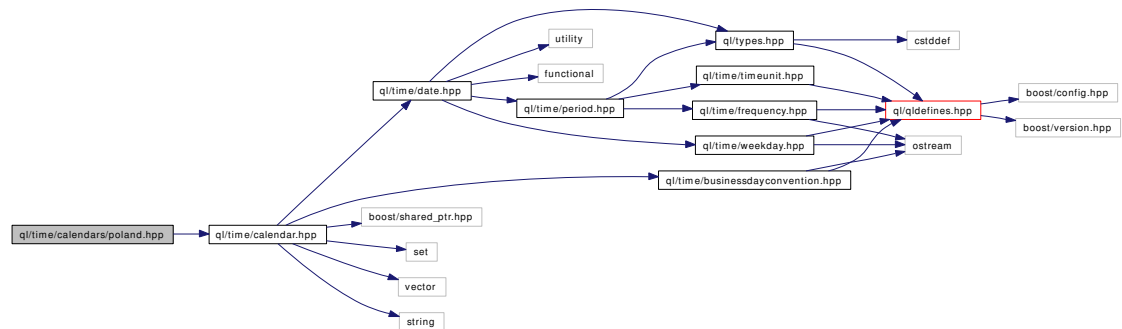 utility
ql/types.hpp
cstddef
functional
ql/time/timeunit.hpp
ql/time/date.hpp
boost/config.hpp
ql/time/period.hpp
ql/time/frequency.hpp
ql/qldefines.hpp
boost/version.hpp
ql/time/weekday.hpp
ostream
ql/time/businessdayconvention.hpp
boost/shared_ptr.hpp
ql/time/calendars/poland.hpp
ql/time/calendar.hpp
set
vector
string